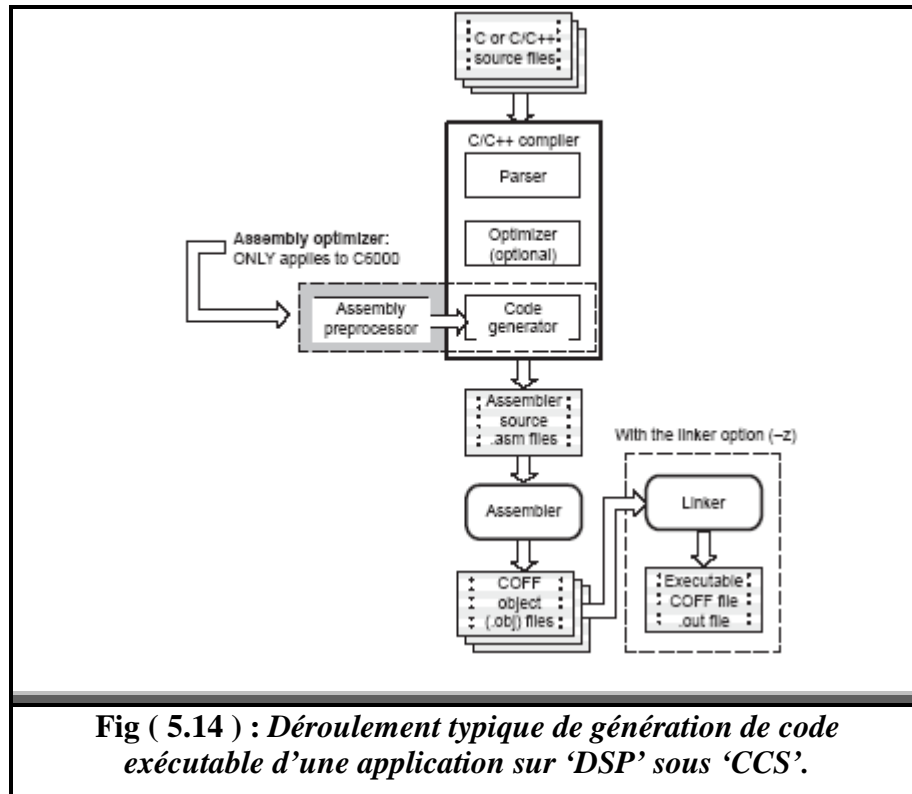 C or C/C++
source files
C/C++ compiler
Parser
Optimizer
(optional)
Assembly optimizer:
ONLY applies to C6000
Assembly
preprocessor
Code
generator
Assembler
source
.asm files
With the linker option (–z)
Assembler
Linker
COFF
object
(.obj) files
Executable
COFF file
.out file
Fig ( 5.14 ) : Déroulement typique de génération de code
exécutable d’une application sur ‘DSP’ sous ‘CCS’.